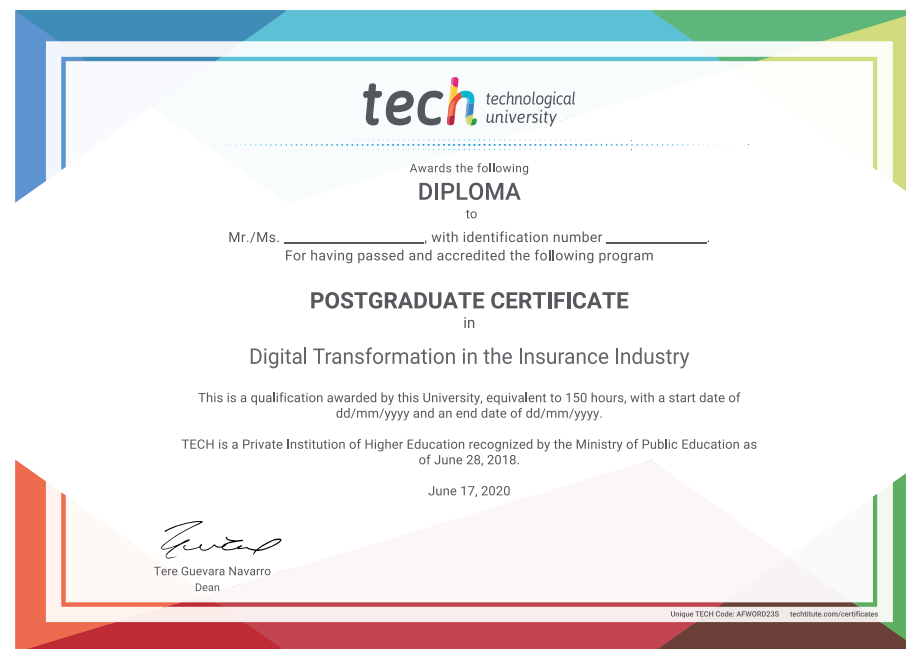 tech technological
university
Awards the following
DIPLOMA
to
Mr./Ms. ____________, with identification number ____________.
For having passed and accredited the following program
POSTGRADUATE CERTIFICATE
in
Digital Transformation in the Insurance Industry
This is a qualification awarded by this University, equivalent to 150 hours, with a start date of
dd/mm/yyyy and an end date of dd/mm/yyyy.
TECH is a Private Institution of Higher Education recognized by the Ministry of Public Education as
of June 28, 2018.
June 17, 2020
Tere Guevara Navarro
Dean
Unique TECH Code: AFWORD23S techtitute.com/certificates